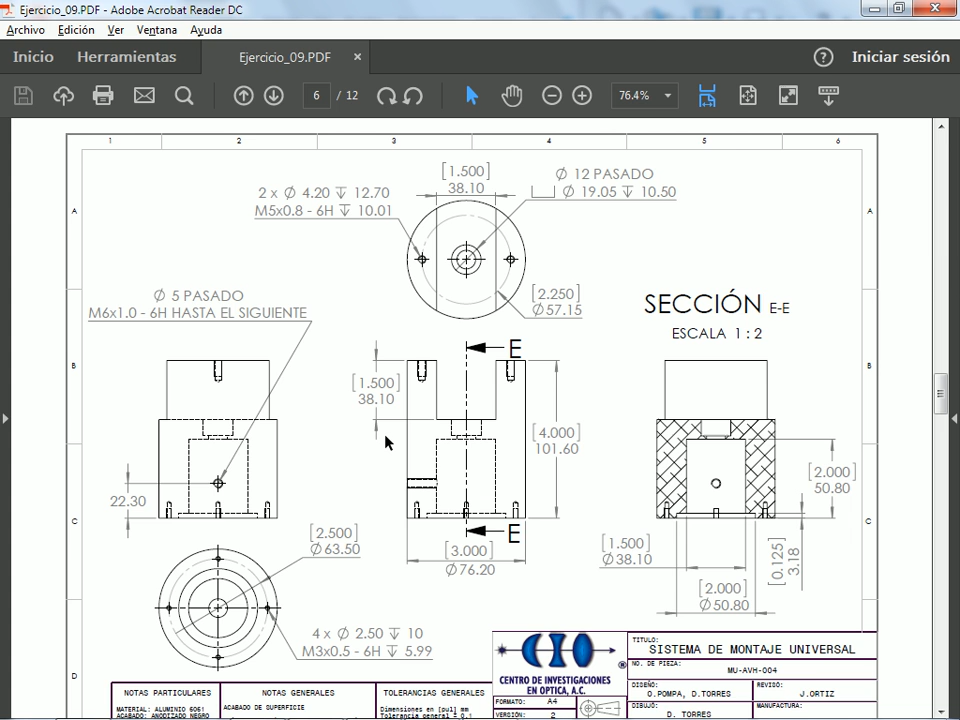 Ejercicio_09.PDF - Adobe Acrobat Reader DC
Archivo Edición Ver Ventana Ayuda
Inicio Herramientas Ejercicio_09.PDF × ? Iniciar sesión
6 / 12 76.4%
1 2 3 4 5 6
[1.500]
38.10
Ø 12 PASADO
⌴ Ø 19.05 ↧ 10.50
2 x Ø 4.20 ↧ 12.70
M5x0.8 - 6H ↧ 10.01
A A
[2.250]
Ø57.15
Ø 5 PASADO
M6x1.0 - 6H HASTA EL SIGUIENTE
SECCIÓN E-E
ESCALA 1 : 2
E
B B
[1.500]
38.10
[4.000]
101.60
[2.000]
50.80
22.30
C C
E
[2.500]
Ø63.50
[3.000]
Ø76.20
[1.500]
Ø38.10
[0.125]
3.18
[2.000]
Ø50.80
4 x Ø 2.50 ↧ 10
M3x0.5 - 6H ↧ 5.99
D
CIO
®
CENTRO DE INVESTIGACIONES
EN ÓPTICA, A.C.
TITULO:
SISTEMA DE MONTAJE UNIVERSAL
NO. DE PIEZA:
MU-AVH-004
DISEÑO:
O.POMPA, D.TORRES
REVISO:
J.ORTIZ
DIBUJO:
D. TORRES
MANUFACTURA:
FORMATO:
A4
VERSIÓN:
2
NOTAS PARTICULARES
MATERIAL: ALUMINIO 6061
ACABADO: ANODIZADO NEGRO
NOTAS GENERALES
ACABADO DE SUPERFICIE
TOLERANCIAS GENERALES
Dimensiones en [pul] mm
Tolerancia general ± 0.1